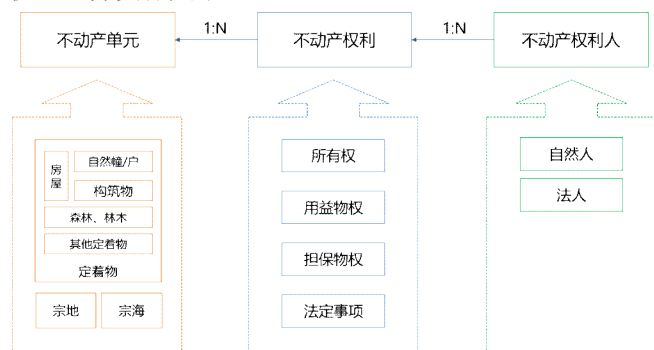 不动产单元
1:N
不动产权利
1:N
不动产权利人
房屋
自然幢/户
构筑物
森林、林木
其他定着物
定着物
宗地
宗海
所有权
用益物权
担保物权
法定事项
自然人
法人